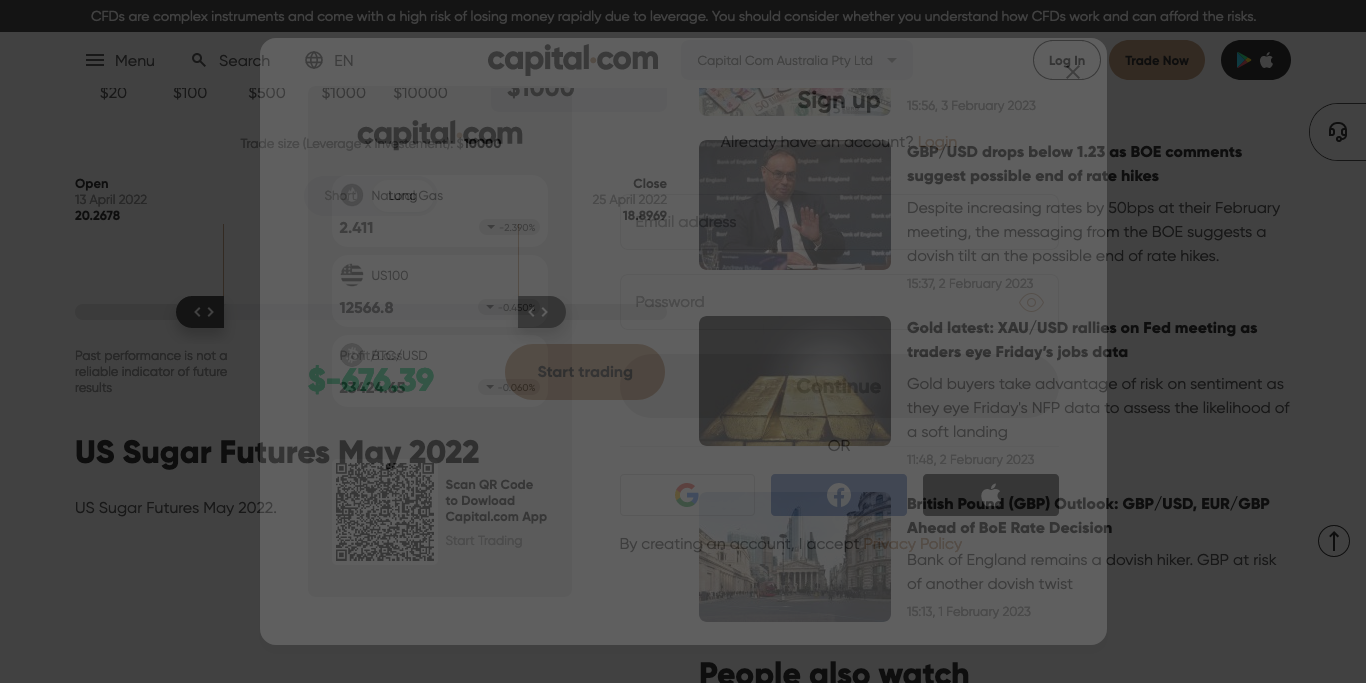 CFDs are complex instruments and come with a high risk of losing money rapidly due to leverage. You should consider whether you understand how CFDs work and can afford the risks.
Menu
Search
EN
capital.com
Capital Com Australia Pty Ltd
Log In
Trade Now
$20
$100
$500
$1000
$10000
$1000
Trade size (Leverage x Investement): $10000
Open
13 April 2022
20.2678
Short
Long
Close
25 April 2022
18.8969
Past performance is not a
reliable indicator of future
results
Profit/Loss
$-676.39
Start trading
US Sugar Futures May 2022
US Sugar Futures May 2022.
capital.com
Natural Gas
2.411
-2.390%
US100
12566.8
-0.450%
BTC/USD
23424.65
-0.060%
Scan QR Code
to Dowload
Capital.com App
Start Trading
Sign up
Already have an account? Login
Email address
Password
Continue
OR
By creating an account, I accept Privacy Policy
15:56, 3 February 2023
GBP/USD drops below 1.23 as BOE comments
suggest possible end of rate hikes
Despite increasing rates by 50bps at their February
meeting, the messaging from the BOE suggests a
dovish tilt an the possible end of rate hikes.
15:37, 2 February 2023
Gold latest: XAU/USD rallies on Fed meeting as
traders eye Friday's jobs data
Gold buyers take advantage of risk on sentiment as
they eye Friday's NFP data to assess the likelihood of
a soft landing
11:48, 2 February 2023
British Pound (GBP) Outlook: GBP/USD, EUR/GBP
Ahead of BoE Rate Decision
Bank of England remains a dovish hiker. GBP at risk
of another dovish twist
15:13, 1 February 2023
People also watch